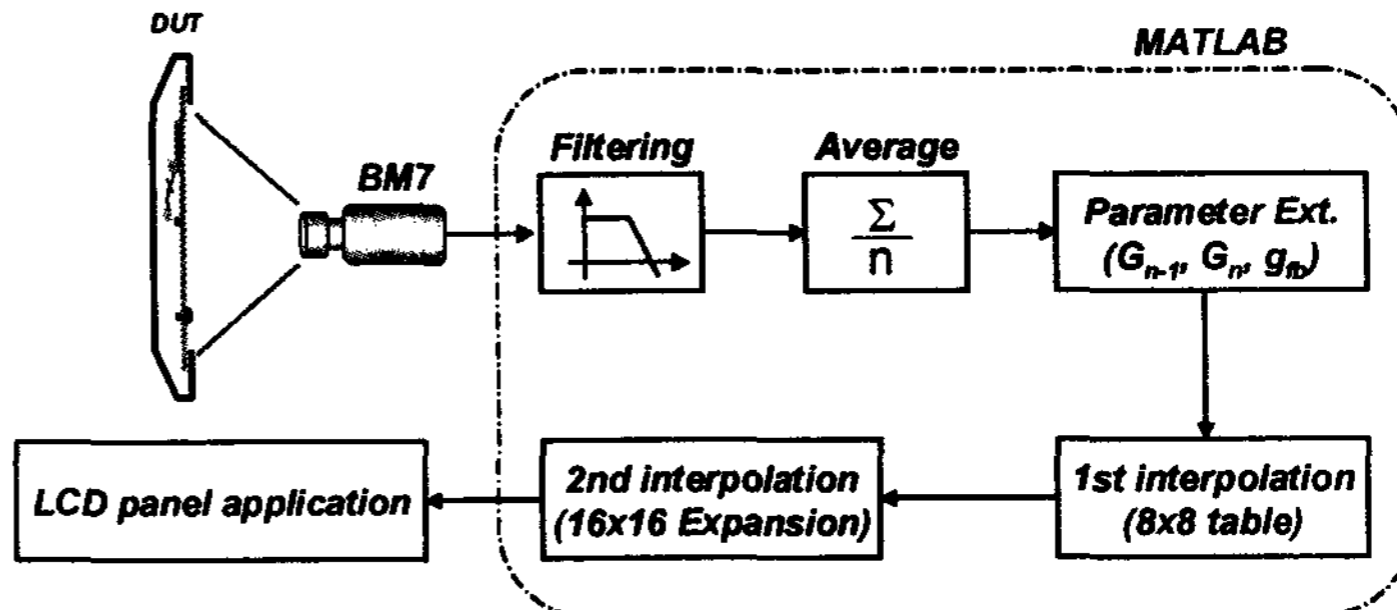 DUT
MATLAB
BM7
Filtering
Average
Σ
n
Parameter Ext.
(Gn-1, Gn, gfb)
LCD panel application
2nd interpolation
(16x16 Expansion)
1st interpolation
(8x8 table)